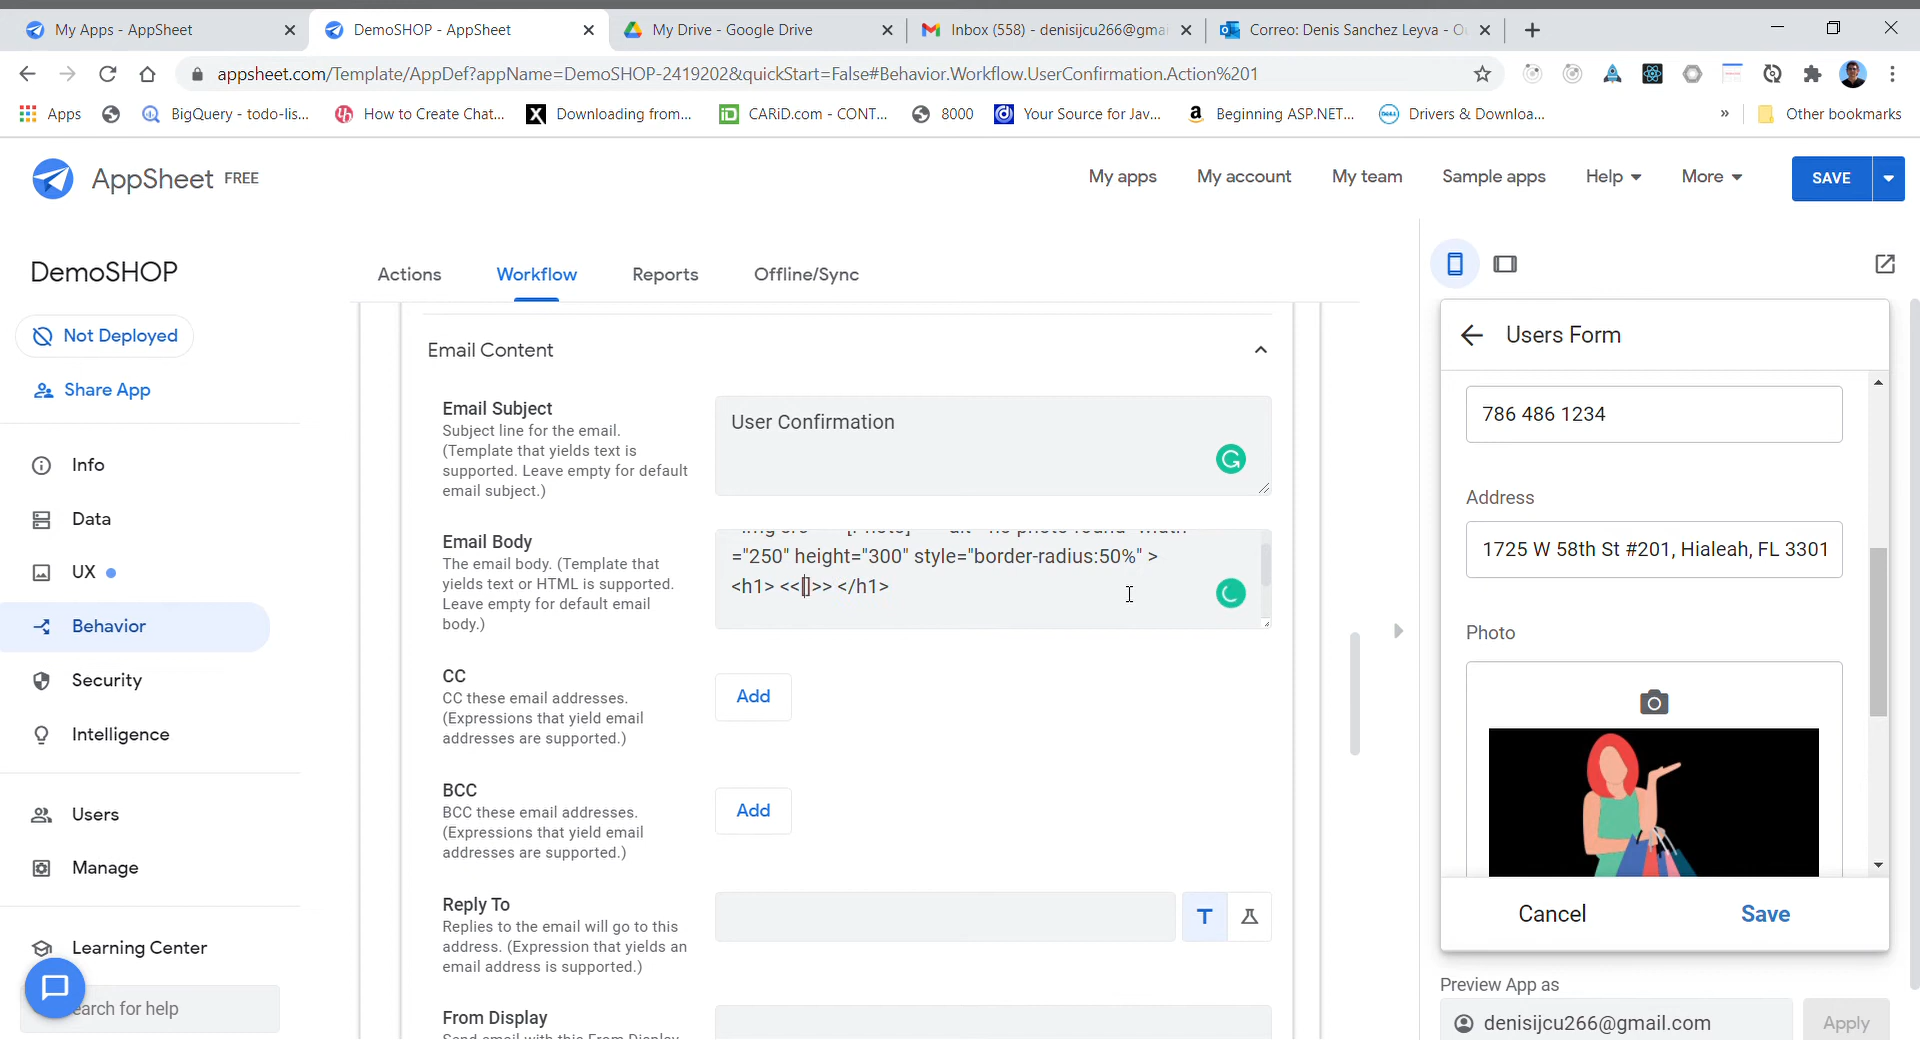 My Apps - AppSheet
DemoSHOP - AppSheet
My Drive - Google Drive
Inbox (558) - denisijcu266@gma
Correo: Denis Sanchez Leyva - O
appsheet.com/Template/AppDef?appName=DemoSHOP-2419202&quickStart=False#Behavior.Workflow.UserConfirmation.Action%201
Apps
BigQuery - todo-lis...
How to Create Chat...
Downloading from...
CARiD.com - CONT...
8000
Your Source for Jav...
Beginning ASP.NET...
Drivers & Downloa...
»
Other bookmarks
AppSheet FREE
My apps
My account
My team
Sample apps
Help
More
SAVE
DemoSHOP
Not Deployed
Share App
Info
Data
UX
Behavior
Security
Intelligence
Users
Manage
Learning Center
earch for help
Actions
Workflow
Reports
Offline/Sync
Email Content
Email Subject
Subject line for the email.
(Template that yields text is
supported. Leave empty for default
email subject.)
User Confirmation
Email Body
The email body. (Template that
yields text or HTML is supported.
Leave empty for default email
body.)
="250" height="300" style="border-radius:50%" >
<h1> <<[]>> </h1>
CC
CC these email addresses.
(Expressions that yield email
addresses are supported.)
Add
BCC
BCC these email addresses.
(Expressions that yield email
addresses are supported.)
Add
Reply To
Replies to the email will go to this
address. (Expression that yields an
email address is supported.)
From Display
Users Form
786 486 1234
Address
1725 W 58th St #201, Hialeah, FL 3301
Photo
Cancel
Save
Preview App as
denisijcu266@gmail.com
Apply